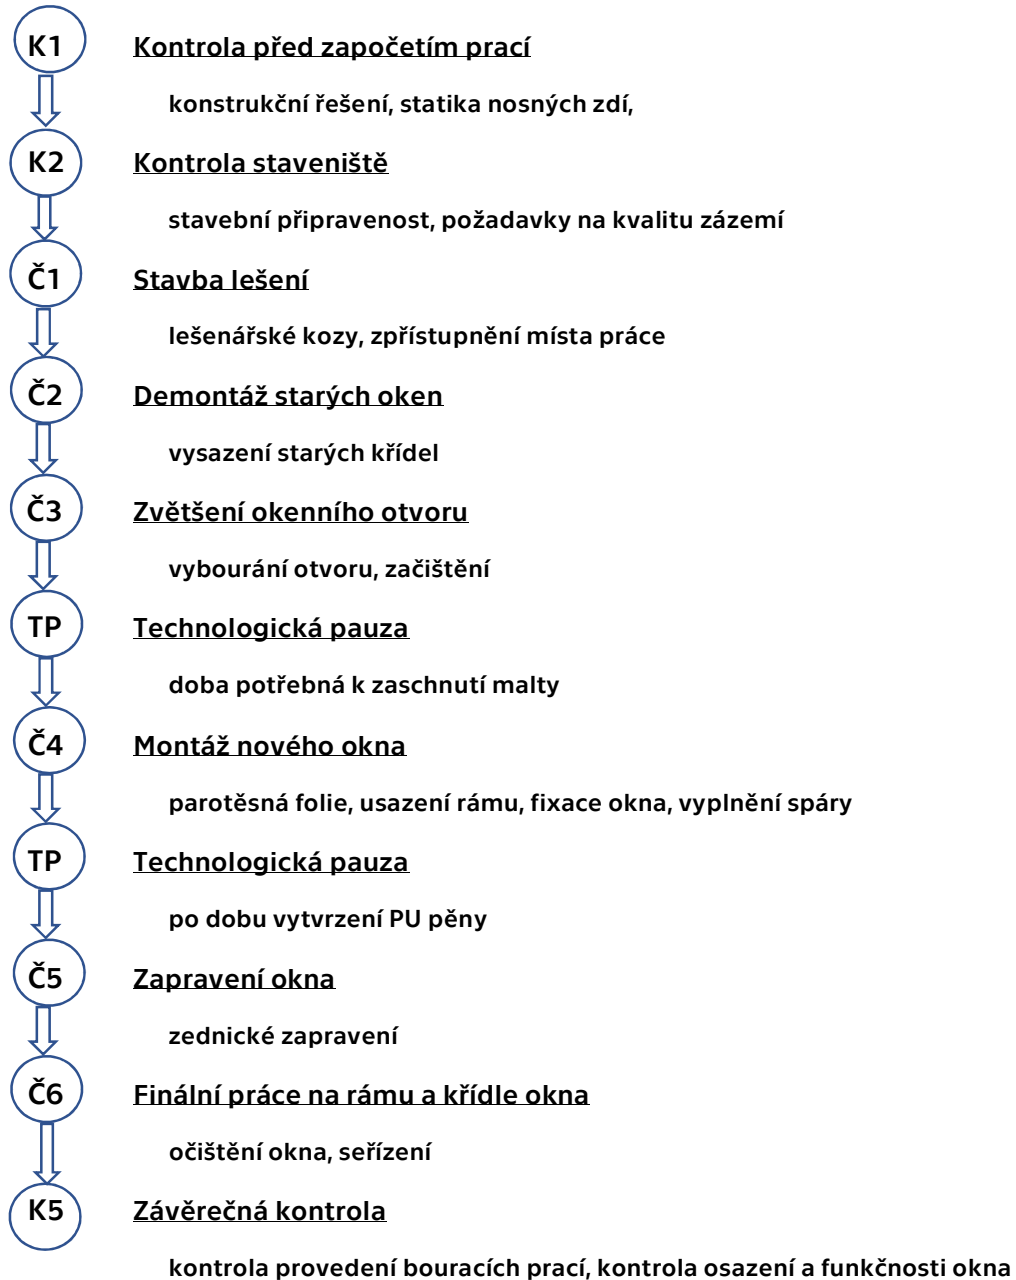 K1 Kontrola před započetím prací
konstrukční řešení, statika nosných zdí,
K2 Kontrola staveniště
stavební připravenost, požadavky na kvalitu zázemí
Č1 Stavba lešení
lešenářské kozy, zpřístupnění místa práce
Č2 Demontáž starých oken
vysazení starých křídel
Č3 Zvětšení okenního otvoru
vybourání otvoru, začištění
TP Technologická pauza
doba potřebná k zaschnutí malty
Č4 Montáž nového okna
parotěsná folie, usazení rámu, fixace okna, vyplnění spáry
TP Technologická pauza
po dobu vytvrzení PU pěny
Č5 Zapravení okna
zednické zapravení
Č6 Finální práce na rámu a křídle okna
očištění okna, seřízení
K5 Závěrečná kontrola
kontrola provedení bouracích prací, kontrola osazení a funkčnosti okna